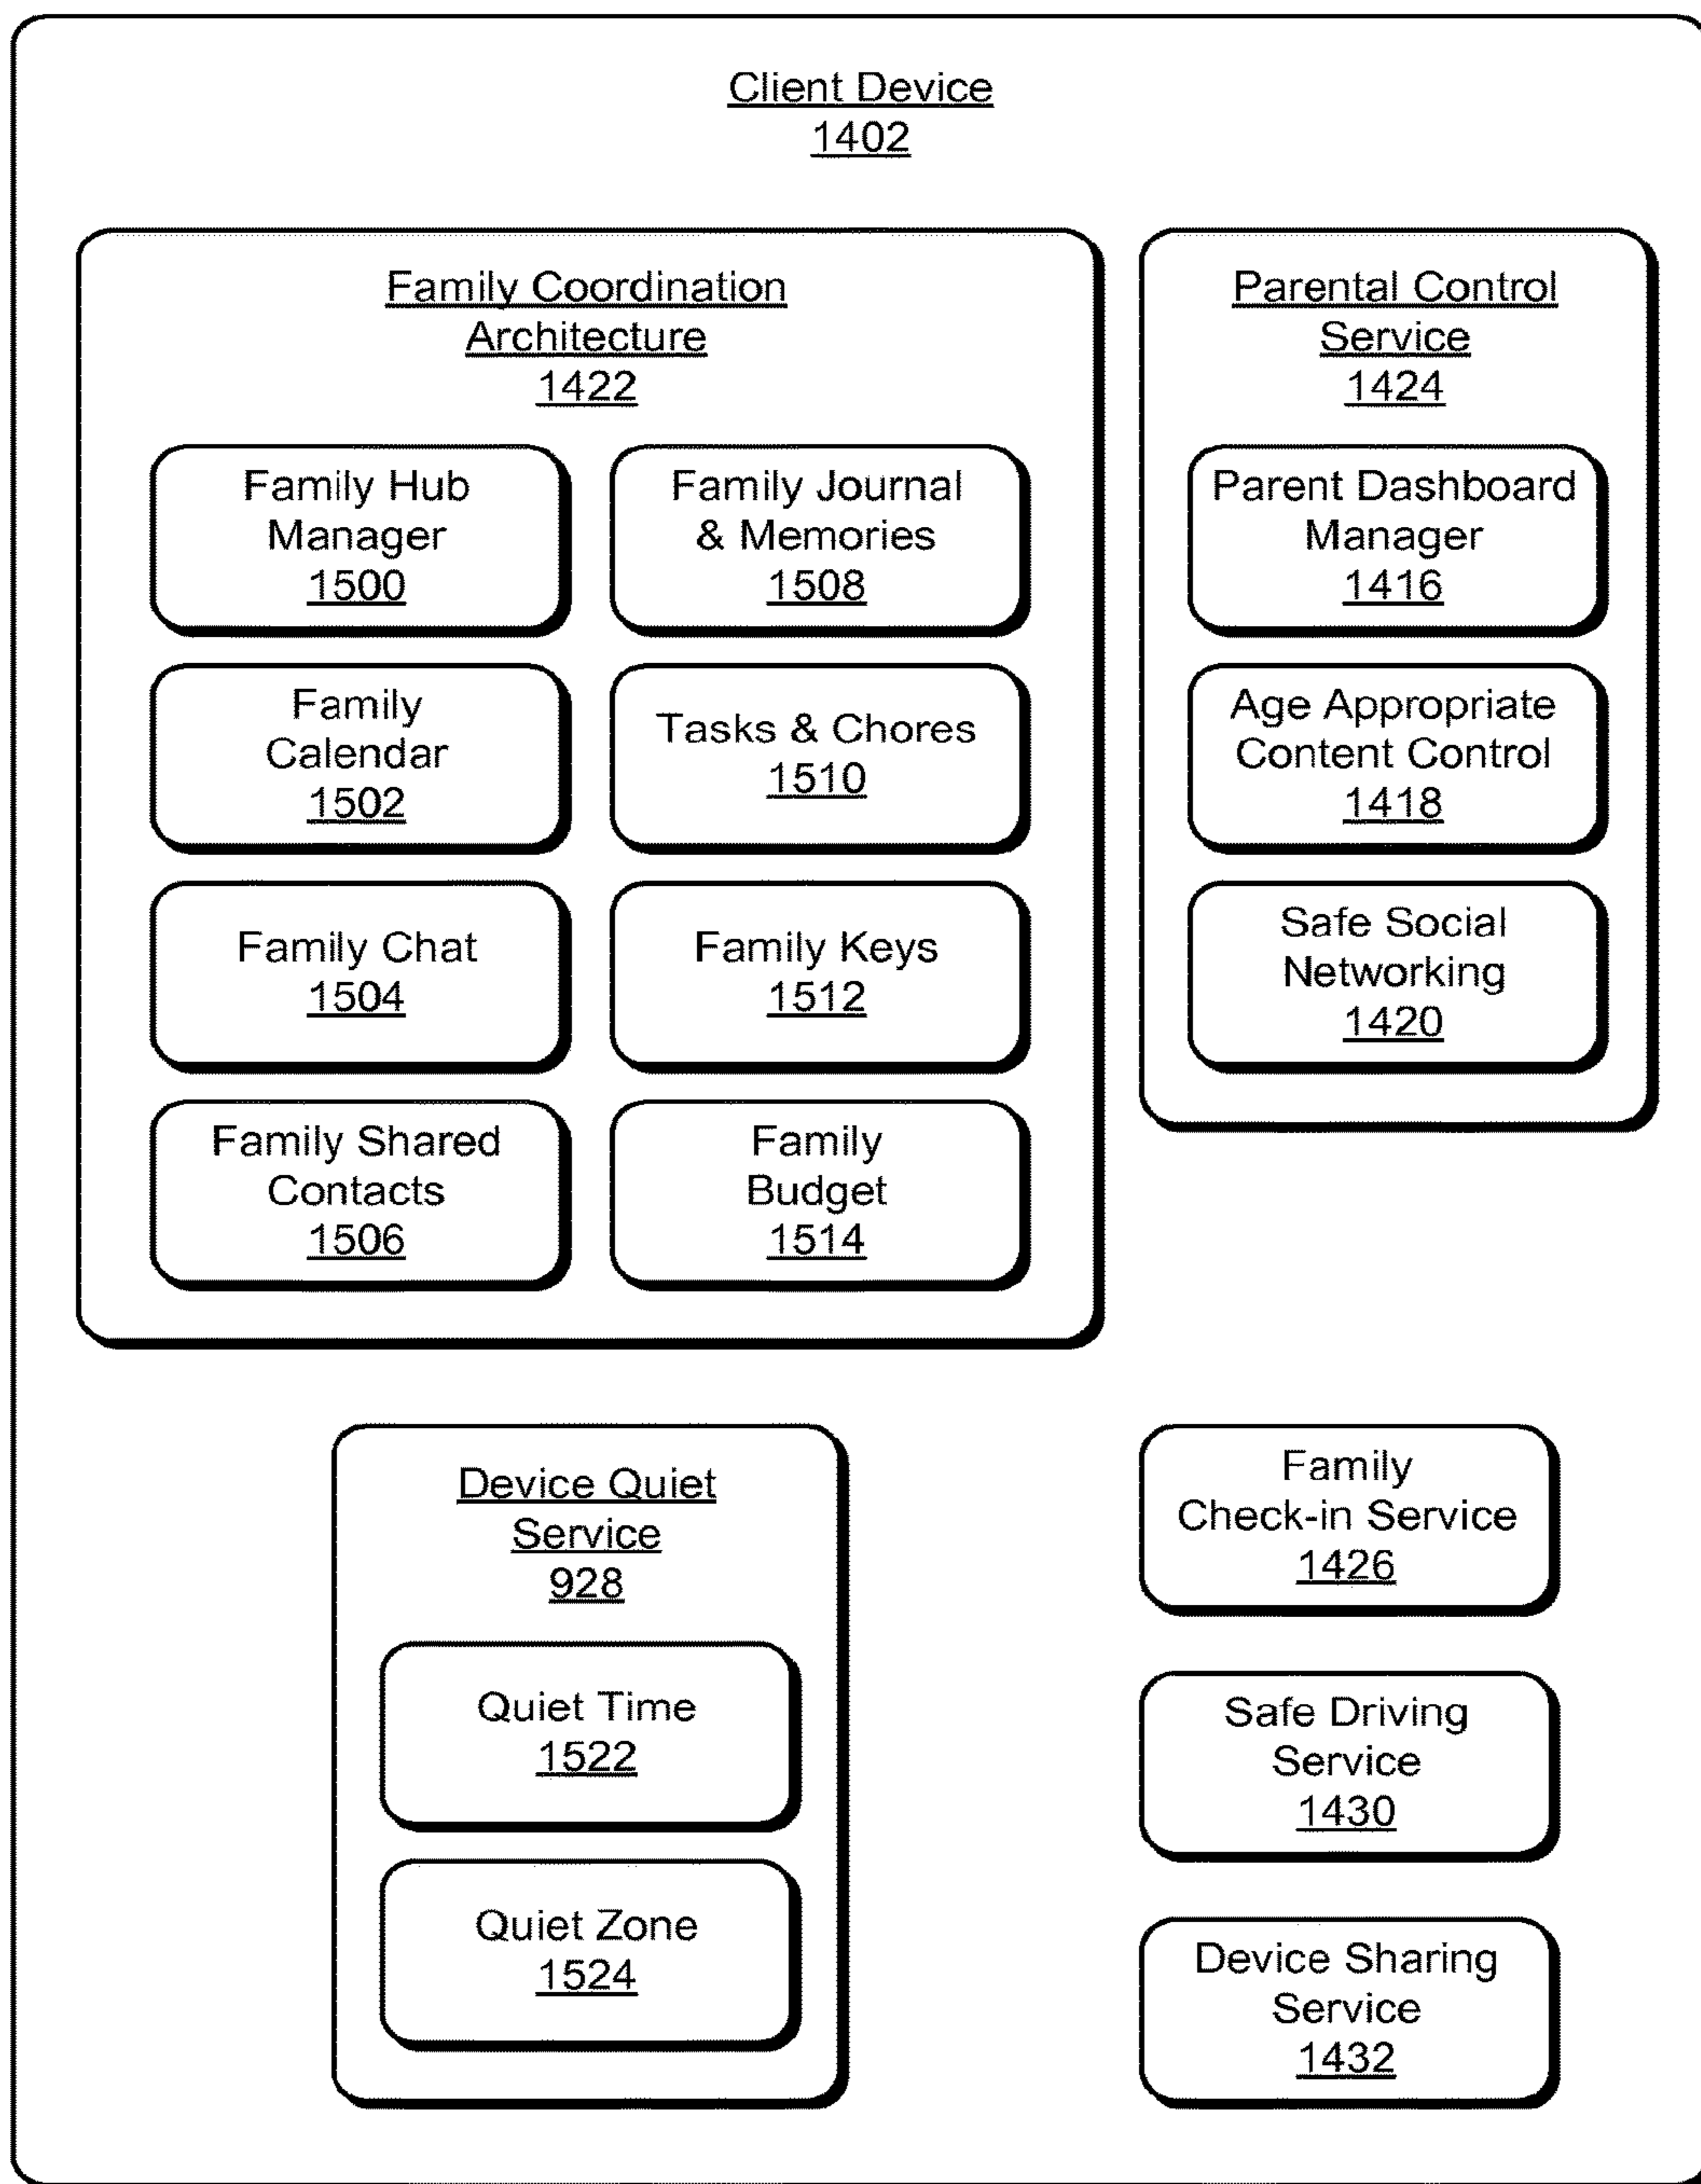 Client Device
1402
Family Coordination
Architecture
1422
Family Hub
Manager
1500
Family Journal
& Memories
1508
Family
Calendar
1502
Tasks & Chores
1510
Family Chat
1504
Family Keys
1512
Family Shared
Contacts
1506
Family
Budget
1514
Parental Control
Service
1424
Parent Dashboard
Manager
1416
Age Appropriate
Content Control
1418
Safe Social
Networking
1420
Device Quiet
Service
928
Quiet Time
1522
Quiet Zone
1524
Family
Check-in Service
1426
Safe Driving
Service
1430
Device Sharing
Service
1432